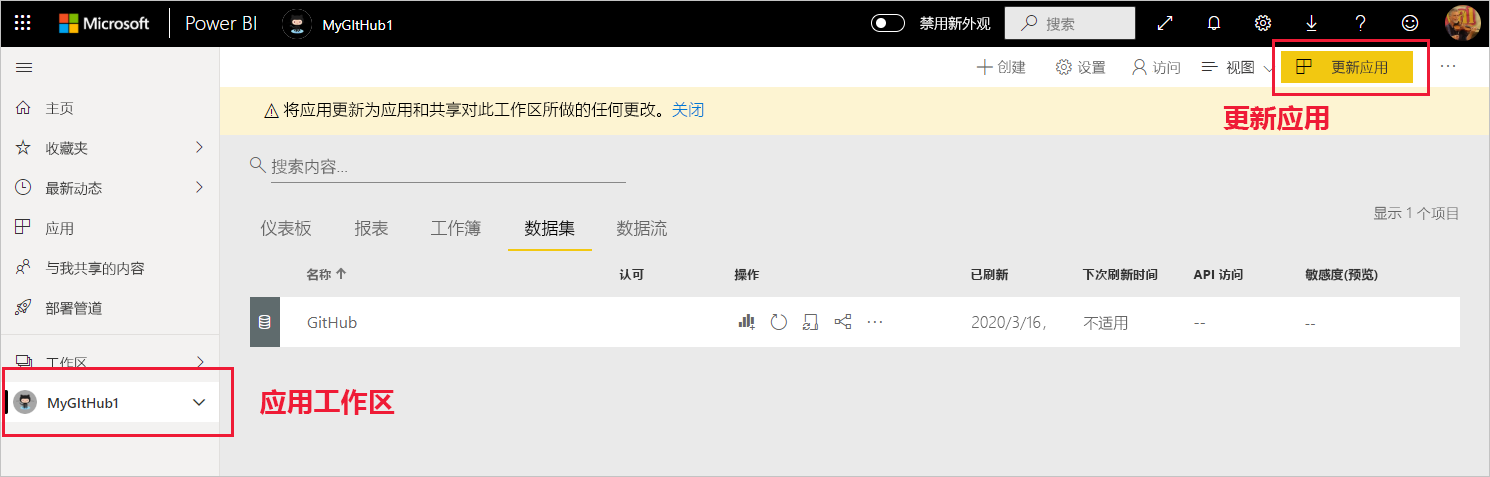 Microsoft Power BI MyGItHub1 禁用新外观 搜索
创建 设置 访问 视图 更新应用 ...
将应用更新为应用和共享对此工作区所做的任何更改。关闭
更新应用
主页
收藏夹
最新动态
应用
与我共享的内容
部署管道
工作区
MyGItHub1
应用工作区
搜索内容...
显示 1 个项目
仪表板 报表 工作簿 数据集 数据流
名称 认可 操作 已刷新 下次刷新时间 API 访问 敏感度(预览)
GitHub ... 2020/3/16, 不适用 -- --